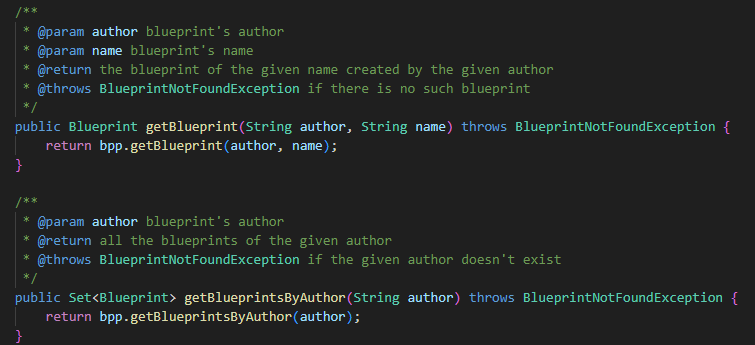 /**
 * @param author blueprint's author
 * @param name blueprint's name
 * @return the blueprint of the given name created by the given author
 * @throws BlueprintNotFoundException if there is no such blueprint
 */
public Blueprint getBlueprint(String author, String name) throws BlueprintNotFoundException {
    return bpp.getBlueprint(author, name);
}

/**
 * @param author blueprint's author
 * @return all the blueprints of the given author
 * @throws BlueprintNotFoundException if the given author doesn't exist
 */
public Set<Blueprint> getBlueprintsByAuthor(String author) throws BlueprintNotFoundException {
    return bpp.getBlueprintsByAuthor(author);
}